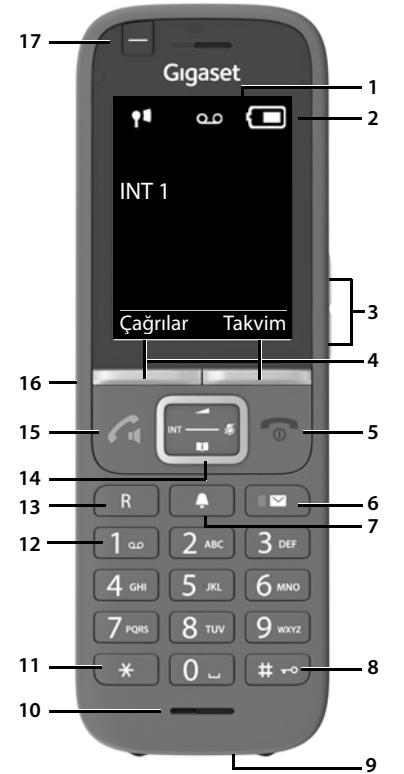 17
Gigaset
1
2
INT 1
3
Çağrılar Takvim
4
16
15
INT
5
14
13 R
6
7
12 1 2 ABC 3 DEF
4 GHI 5 JKL 6 MNO
7 PQRS 8 TUV 9 WXYZ
11 * 0 # 8
10
9